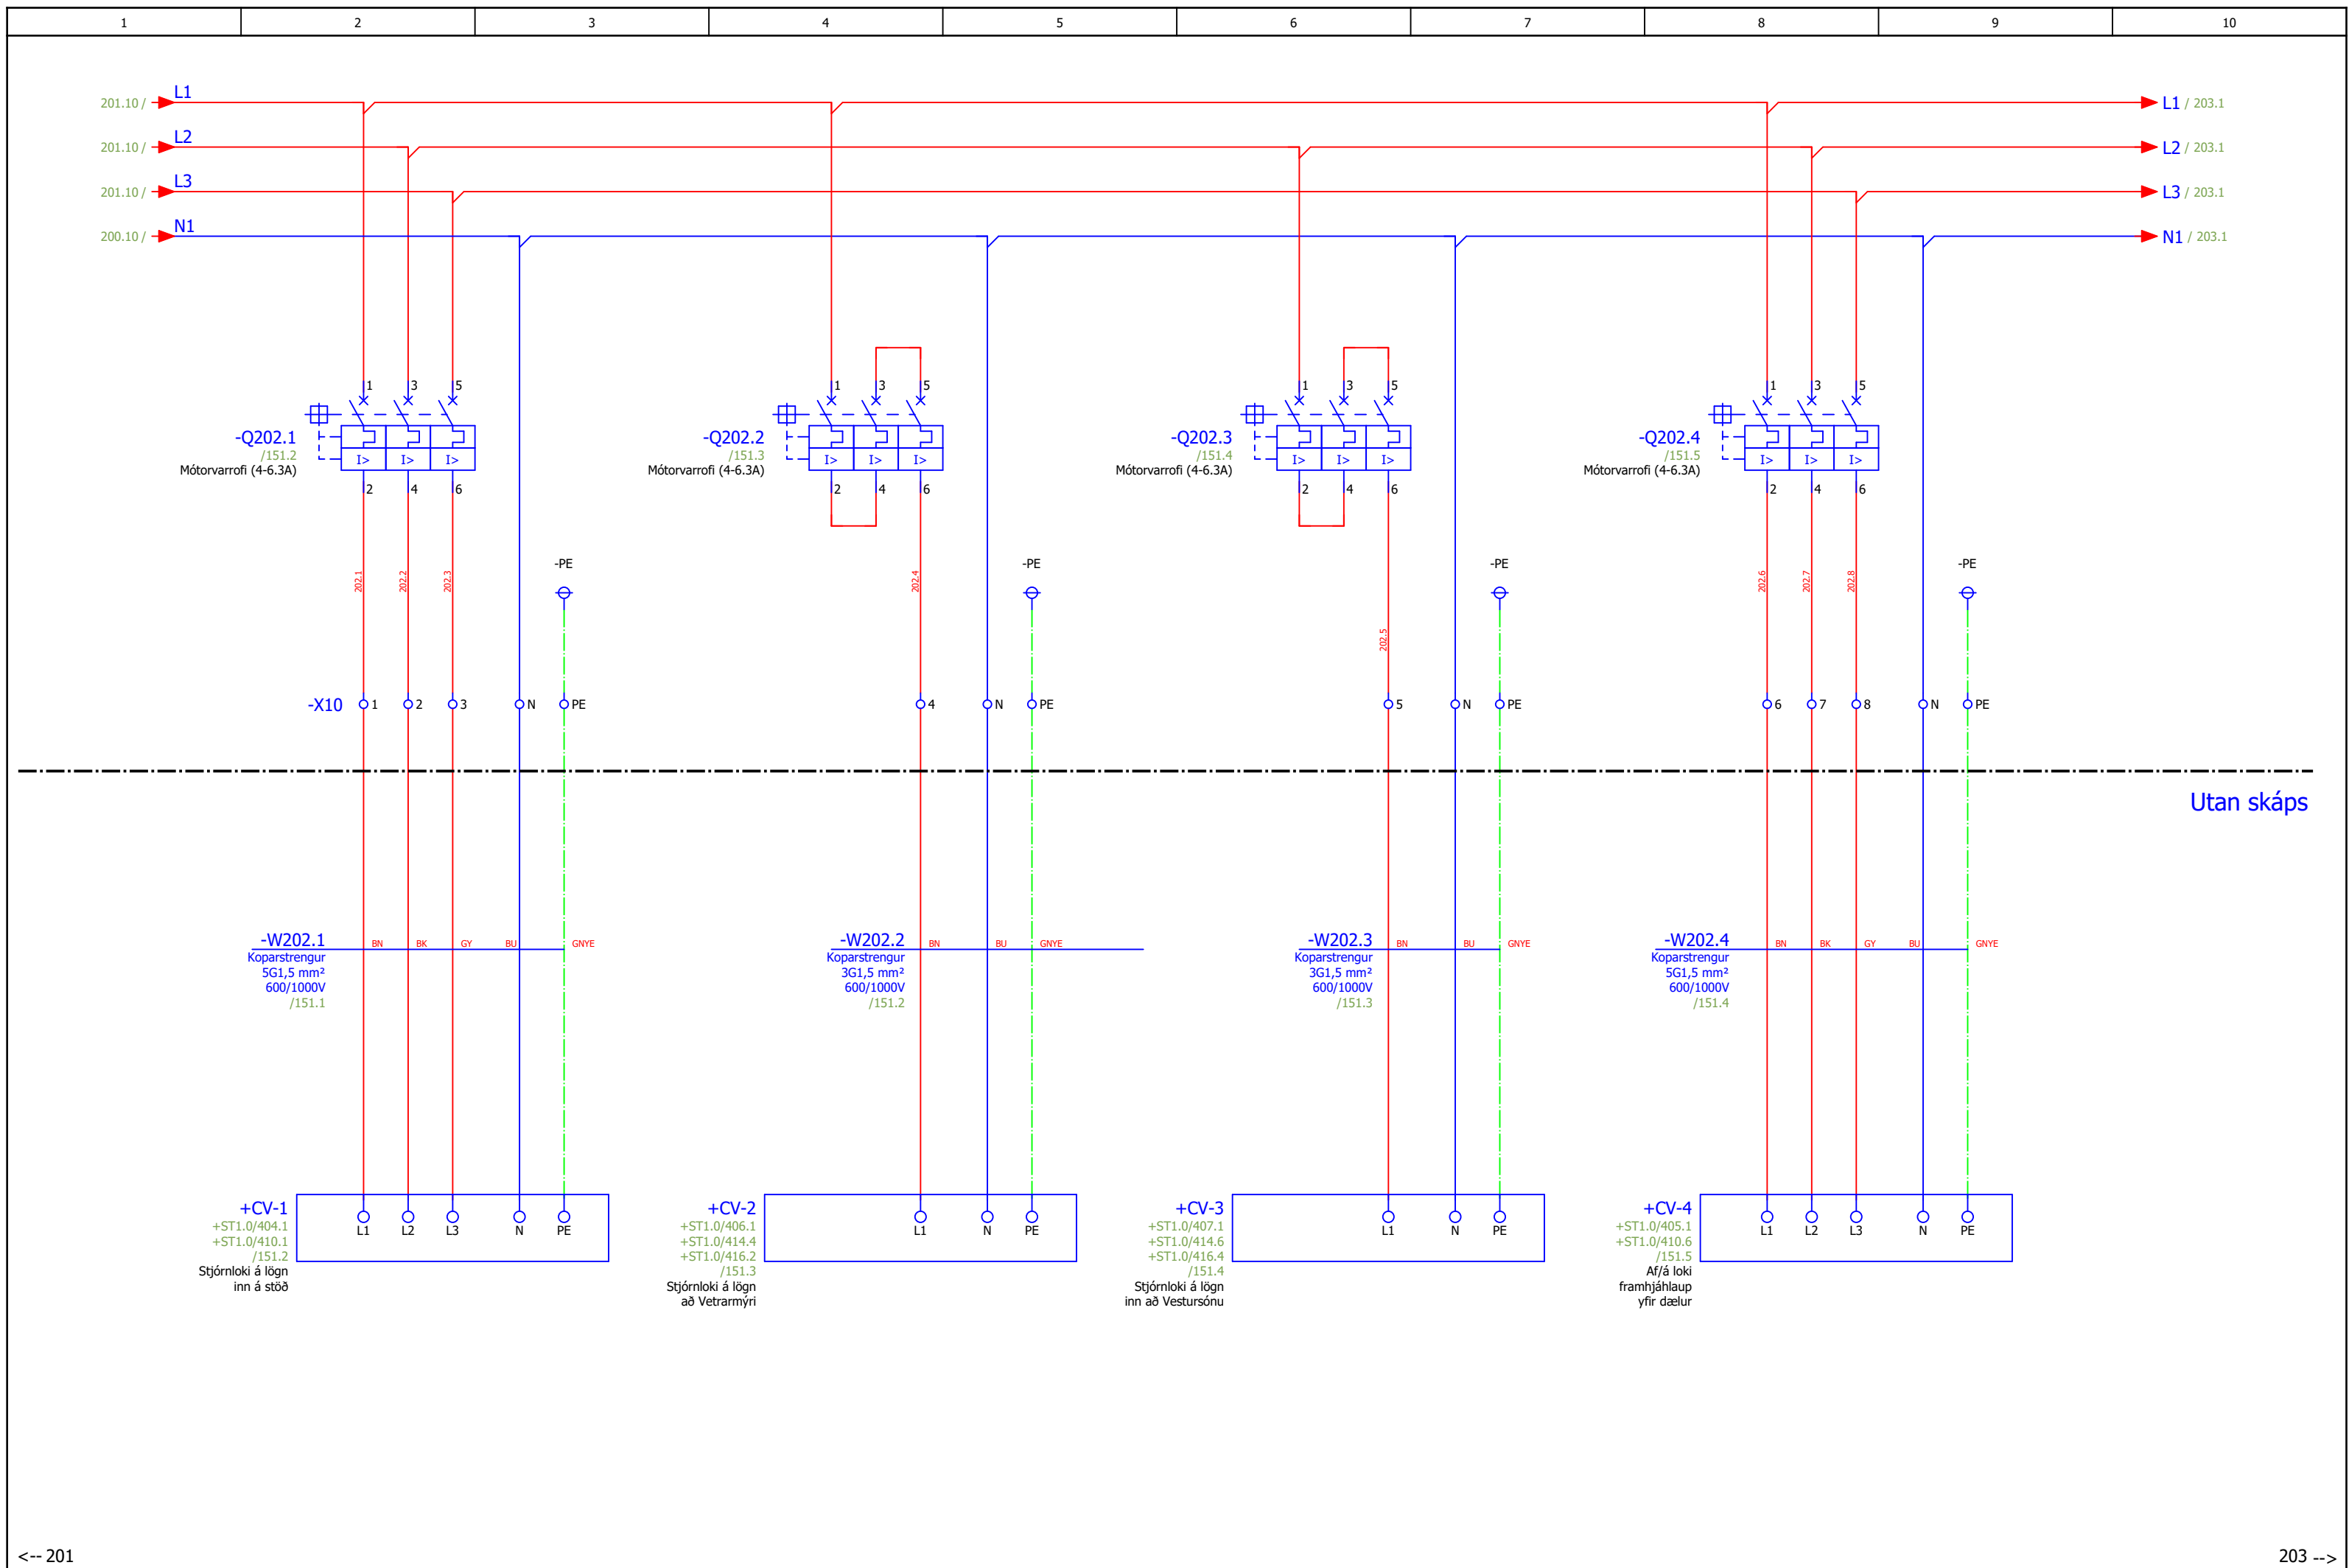 1 2 3 4 5 6 7 8 9 10
201.10 / L1 L1 / 203.1
201.10 / L2 L2 / 203.1
201.10 / L3 L3 / 203.1
200.10 / N1 N1 / 203.1
1 3 5 1 3 5 1 3 5 1 3 5
-Q202.1 -Q202.2 -Q202.3 -Q202.4
/151.2 /151.3 /151.4 /151.5
I> I> I> I> I> I> I> I> I> I> I> I>
Mótorvarrofi (4-6.3A) Mótorvarrofi (4-6.3A) Mótorvarrofi (4-6.3A) Mótorvarrofi (4-6.3A)
2 4 6 2 4 6 2 4 6 2 4 6
-PE -PE -PE -PE
202.1 202.2 202.3 202.4 202.6 202.7 202.8
202.5
-X10 1 2 3 N PE 4 N PE 5 N PE 6 7 8 N PE
Utan skáps
-W202.1 BN BK GY BU GNYE -W202.2 BN BU GNYE -W202.3 BN BU GNYE -W202.4 BN BK GY BU GNYE
Koparstrengur Koparstrengur Koparstrengur Koparstrengur
5G1,5 mm² 3G1,5 mm² 3G1,5 mm² 5G1,5 mm²
600/1000V 600/1000V 600/1000V 600/1000V
/151.1 /151.2 /151.3 /151.4
+CV-1 +CV-2 +CV-3 +CV-4
L1 L2 L3 N PE L1 N PE L1 N PE L1 L2 L3 N PE
+ST1.0/404.1 +ST1.0/406.1 +ST1.0/407.1 +ST1.0/405.1
+ST1.0/410.1 +ST1.0/414.4 +ST1.0/414.6 +ST1.0/410.6
/151.2 +ST1.0/416.2 +ST1.0/416.4 /151.5
Stjórnloki á lögn /151.3 /151.4 Af/á loki
inn á stöð Stjórnloki á lögn Stjórnloki á lögn framhjáhlaup
að Vetrarmýri inn að Vestursónu yfir dælur
<-- 201 203 -->